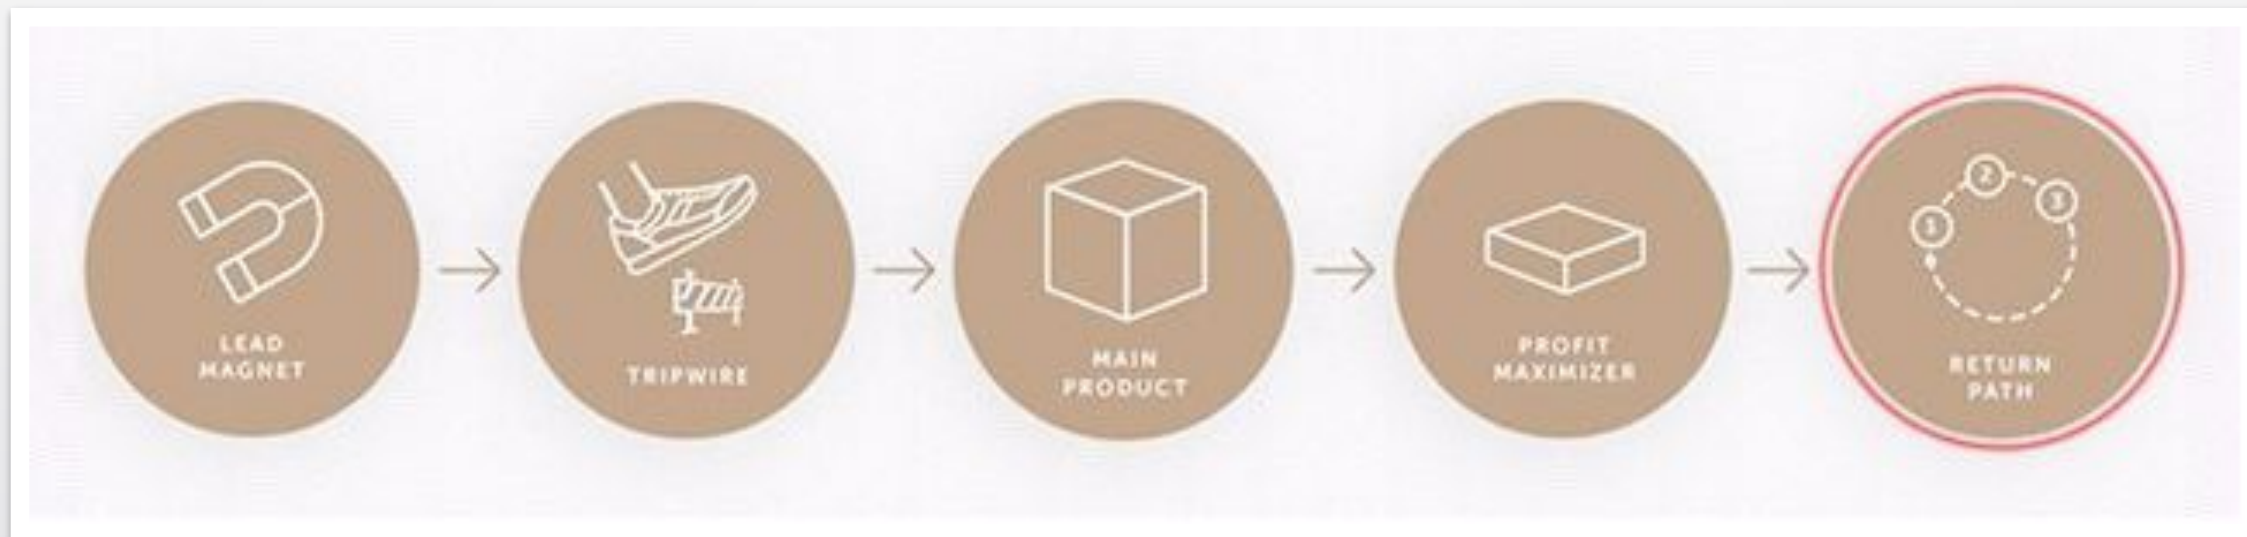 LEAD
MAGNET
TRIPWIRE
MAIN
PRODUCT
PROFIT
MAXIMIZER
1
2
3
RETURN
PATH